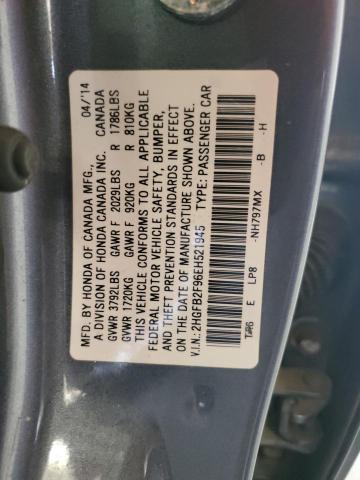 MFD. BY HONDA OF CANADA MFG., 04/'14
A DIVISION OF HONDA CANADA INC. CANADA
GVWR 3792LBS GAWR F 2029LBS R 1786LBS
GVWR 1720KG GAWR F 920KG R 810KG
THIS VEHICLE CONFORMS TO ALL APPLICABLE
FEDERAL MOTOR VEHICLE SAFETY, BUMPER,
AND THEFT PREVENTION STANDARDS IN EFFECT
ON THE DATE OF MANUFACTURE SHOWN ABOVE.
V.I.N.: 2HGFB2F96EH521945 TYPE: PASSENGER CAR
TAR6 E LP8 -NH797MX -B -H